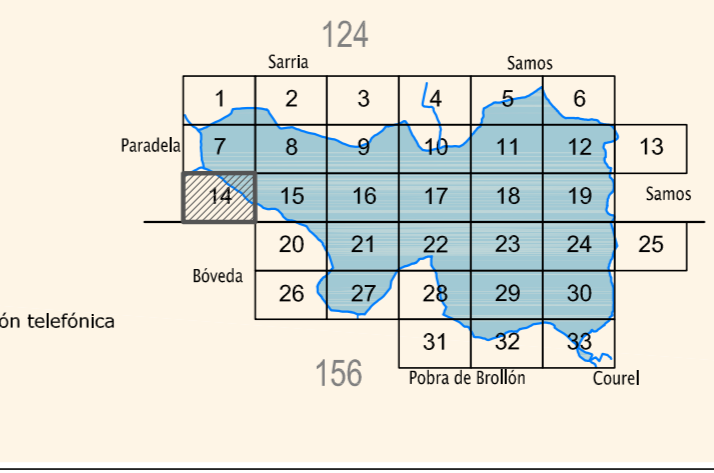 124
Sarria Samos
1 2 3 4 5 6
Paradela 7 8 9 10 11 12 13
14 15 16 17 18 19 Samos
20 21 22 23 24 25
Bóveda
26 27 28 29 30
ón telefónica
31 32 33
156 Pobra de Brollón Courel